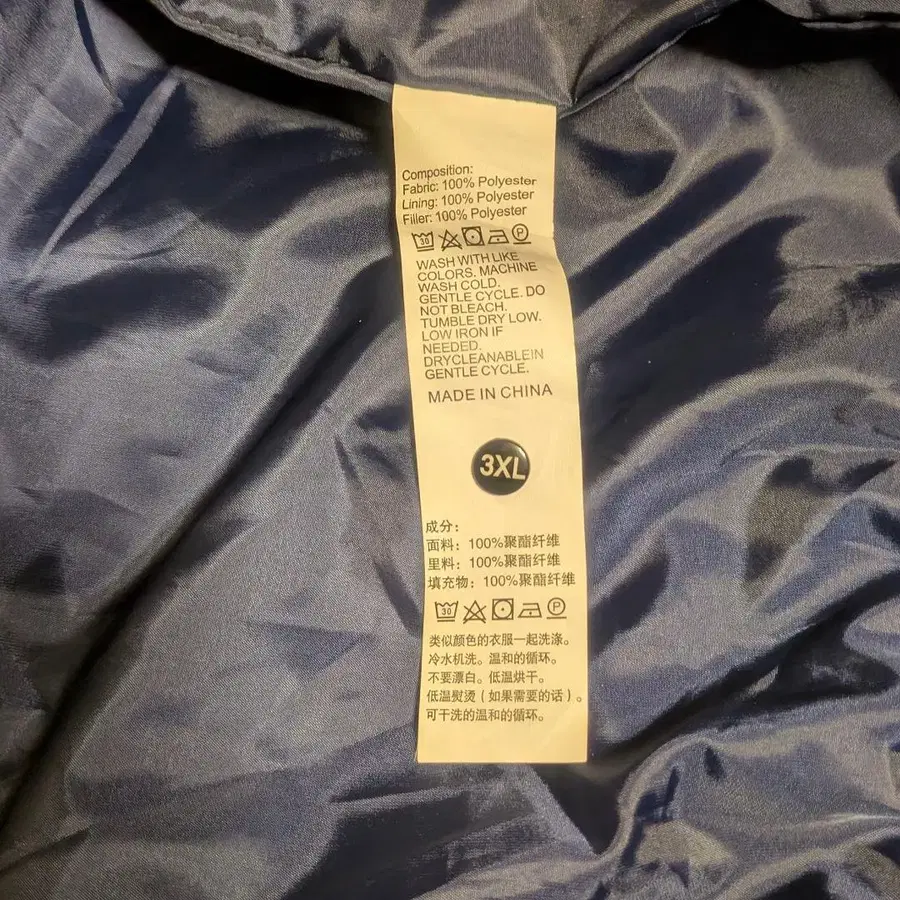 Composition:
Fabric: 100% Polyester
Lining: 100% Polyester
Filler: 100% Polyester
30 P
WASH WITH LIKE
COLORS. MACHINE
WASH COLD.
GENTLE CYCLE. DO
NOT BLEACH.
TUMBLE DRY LOW.
LOW IRON IF
NEEDED.
DRYCLEANABLEIN
GENTLE CYCLE.
MADE IN CHINA
3XL
成分：
面料：100%聚酯纤维
里料：100%聚酯纤维
填充物：100%聚酯纤维
30 P
类似颜色的衣服一起洗涤。
冷水机洗。温和的循环。
不要漂白。低温烘干。
低温熨烫（如果需要的话）。
可干洗的温和的循环。